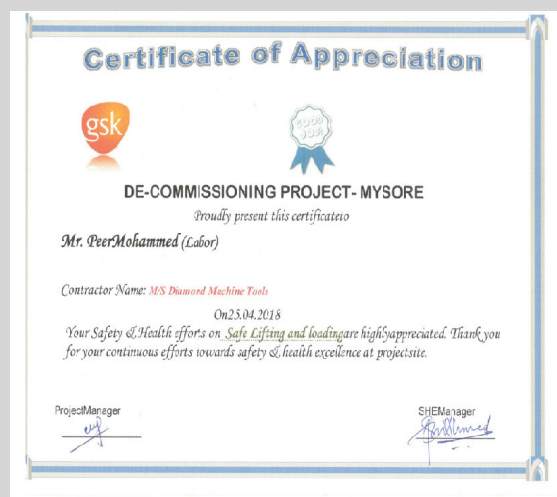 Certificate of Appreciation
gsk
GOOD
JOB!
DE-COMMISSIONING PROJECT- MYSORE
Proudly present this certificateto
Mr. PeerMohammed (Labor)
Contractor Name: M/S Diamond Machine Tools
On25.04.2018
Your Safety & Health efforts on Safe Lifting and loadingare highlyappreciated. Thank you
for your continuous efforts towards safety & health excellence at projectsite.
ProjectManager
SHEManager